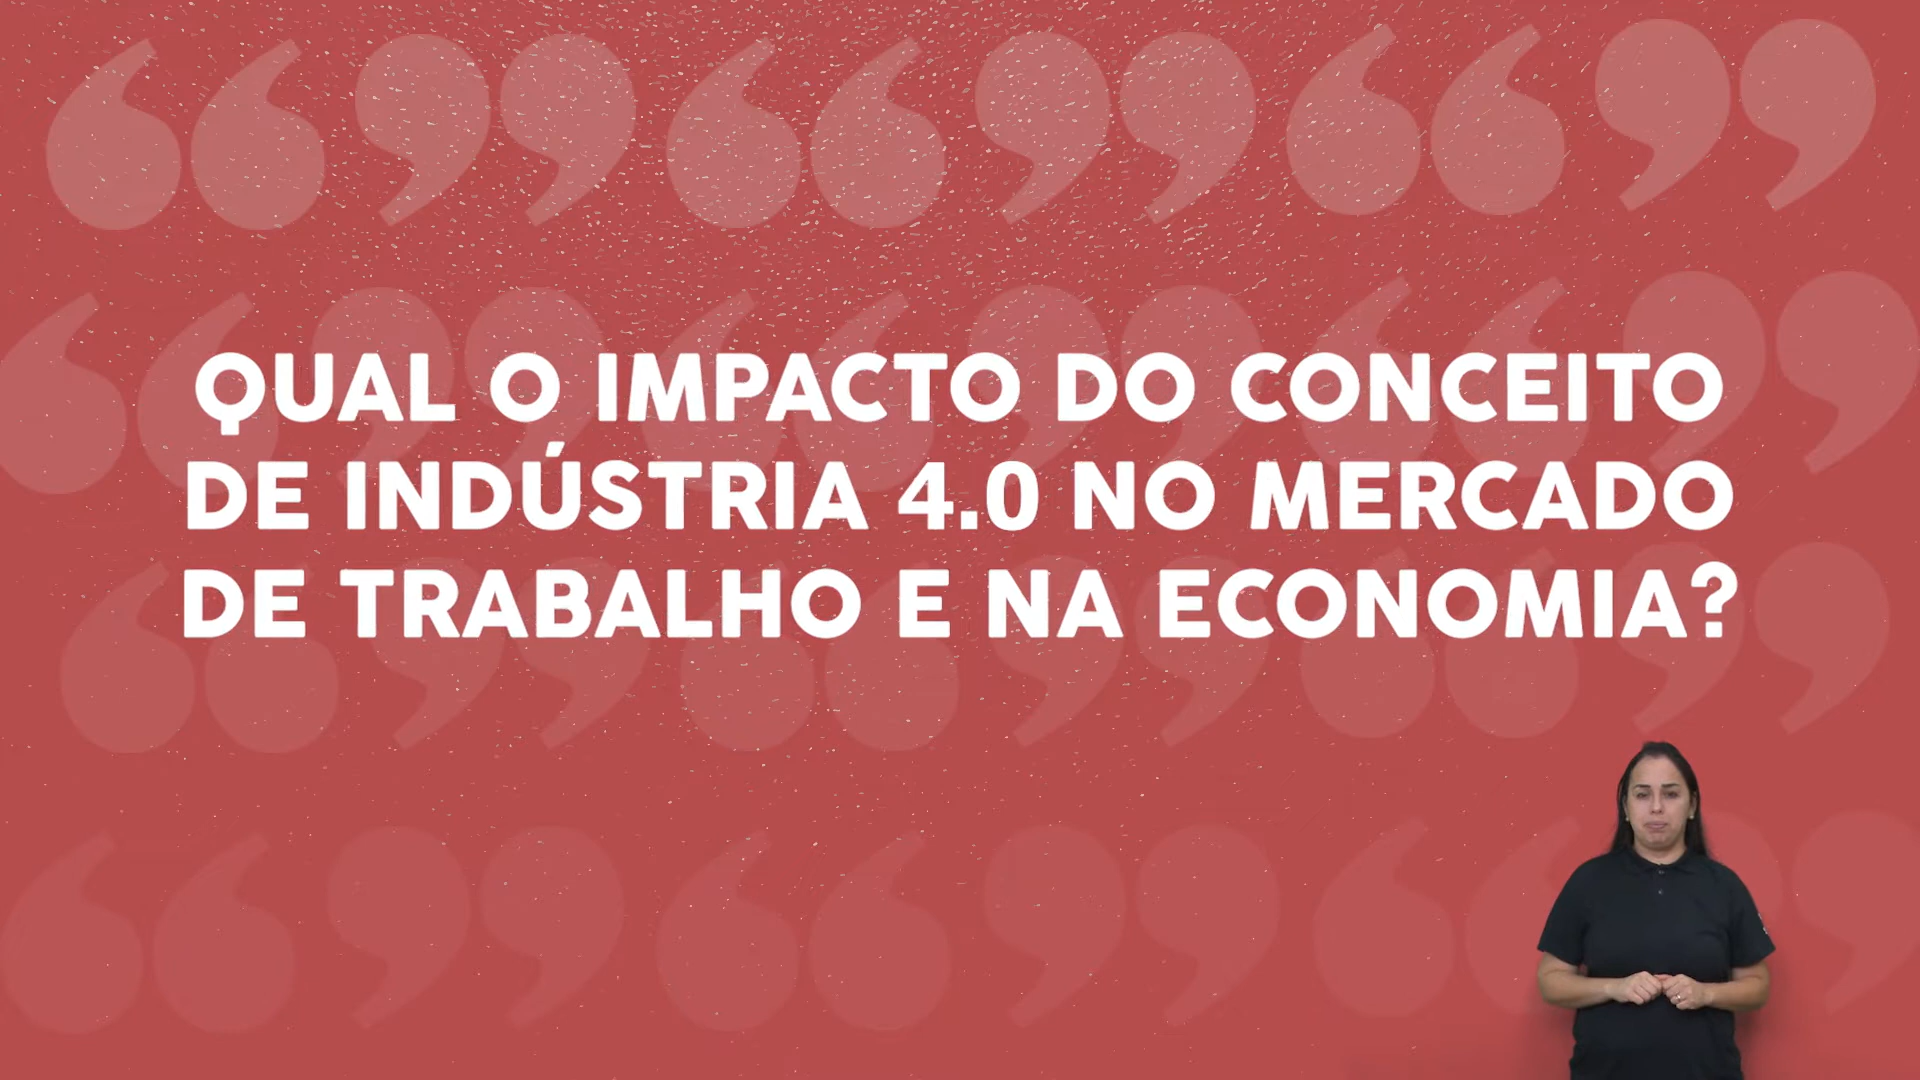 QUAL O IMPACTO DO CONCEITO
DE INDÚSTRIA 4.0 NO MERCADO
DE TRABALHO E NA ECONOMIA?